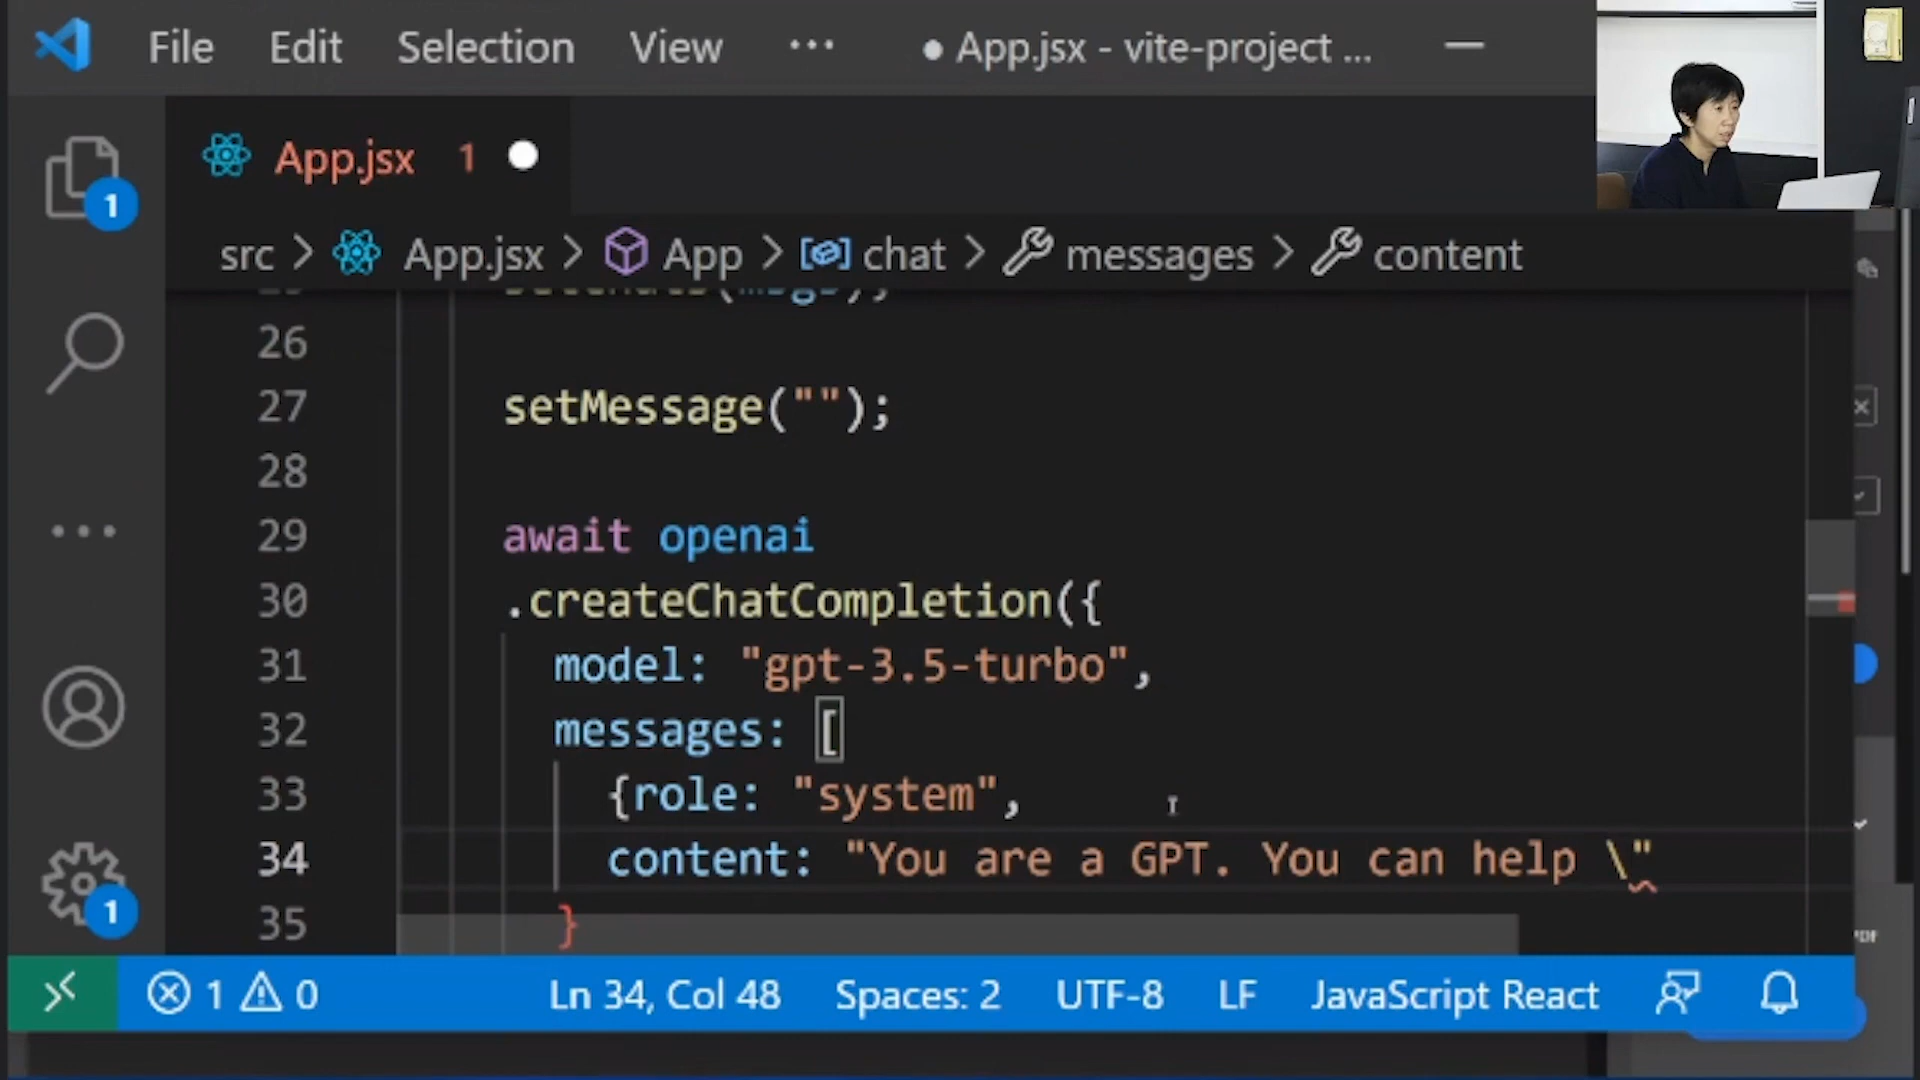 File Edit Selection View ... ● App.jsx - vite-project ...
App.jsx 1
1
src > App.jsx > App > chat > messages > content
26
27 setMessage("");
28
29 await openai
30 .createChatCompletion({
31 model: "gpt-3.5-turbo",
32 messages: [
33 {role: "system",
34 content: "You are a GPT. You can help \"
35 }
1
1 0 Ln 34, Col 48 Spaces: 2 UTF-8 LF JavaScript React